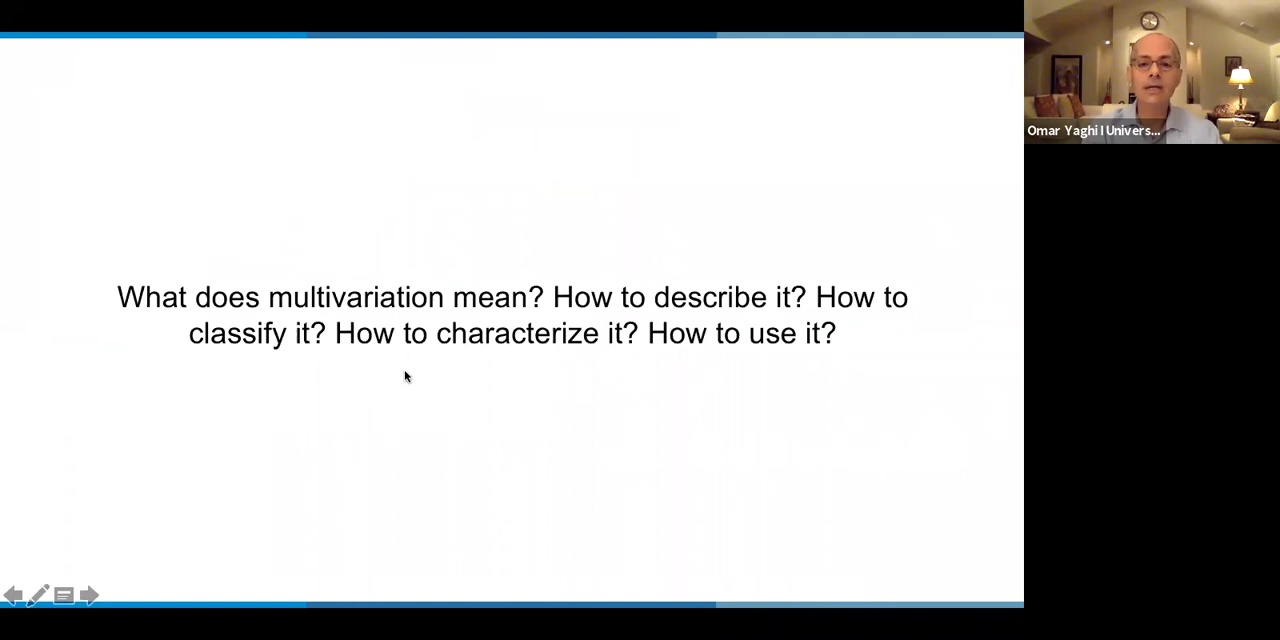 What does multivariation mean? How to describe it? How to
classify it? How to characterize it? How to use it?
Omar Yaghi I Univers...